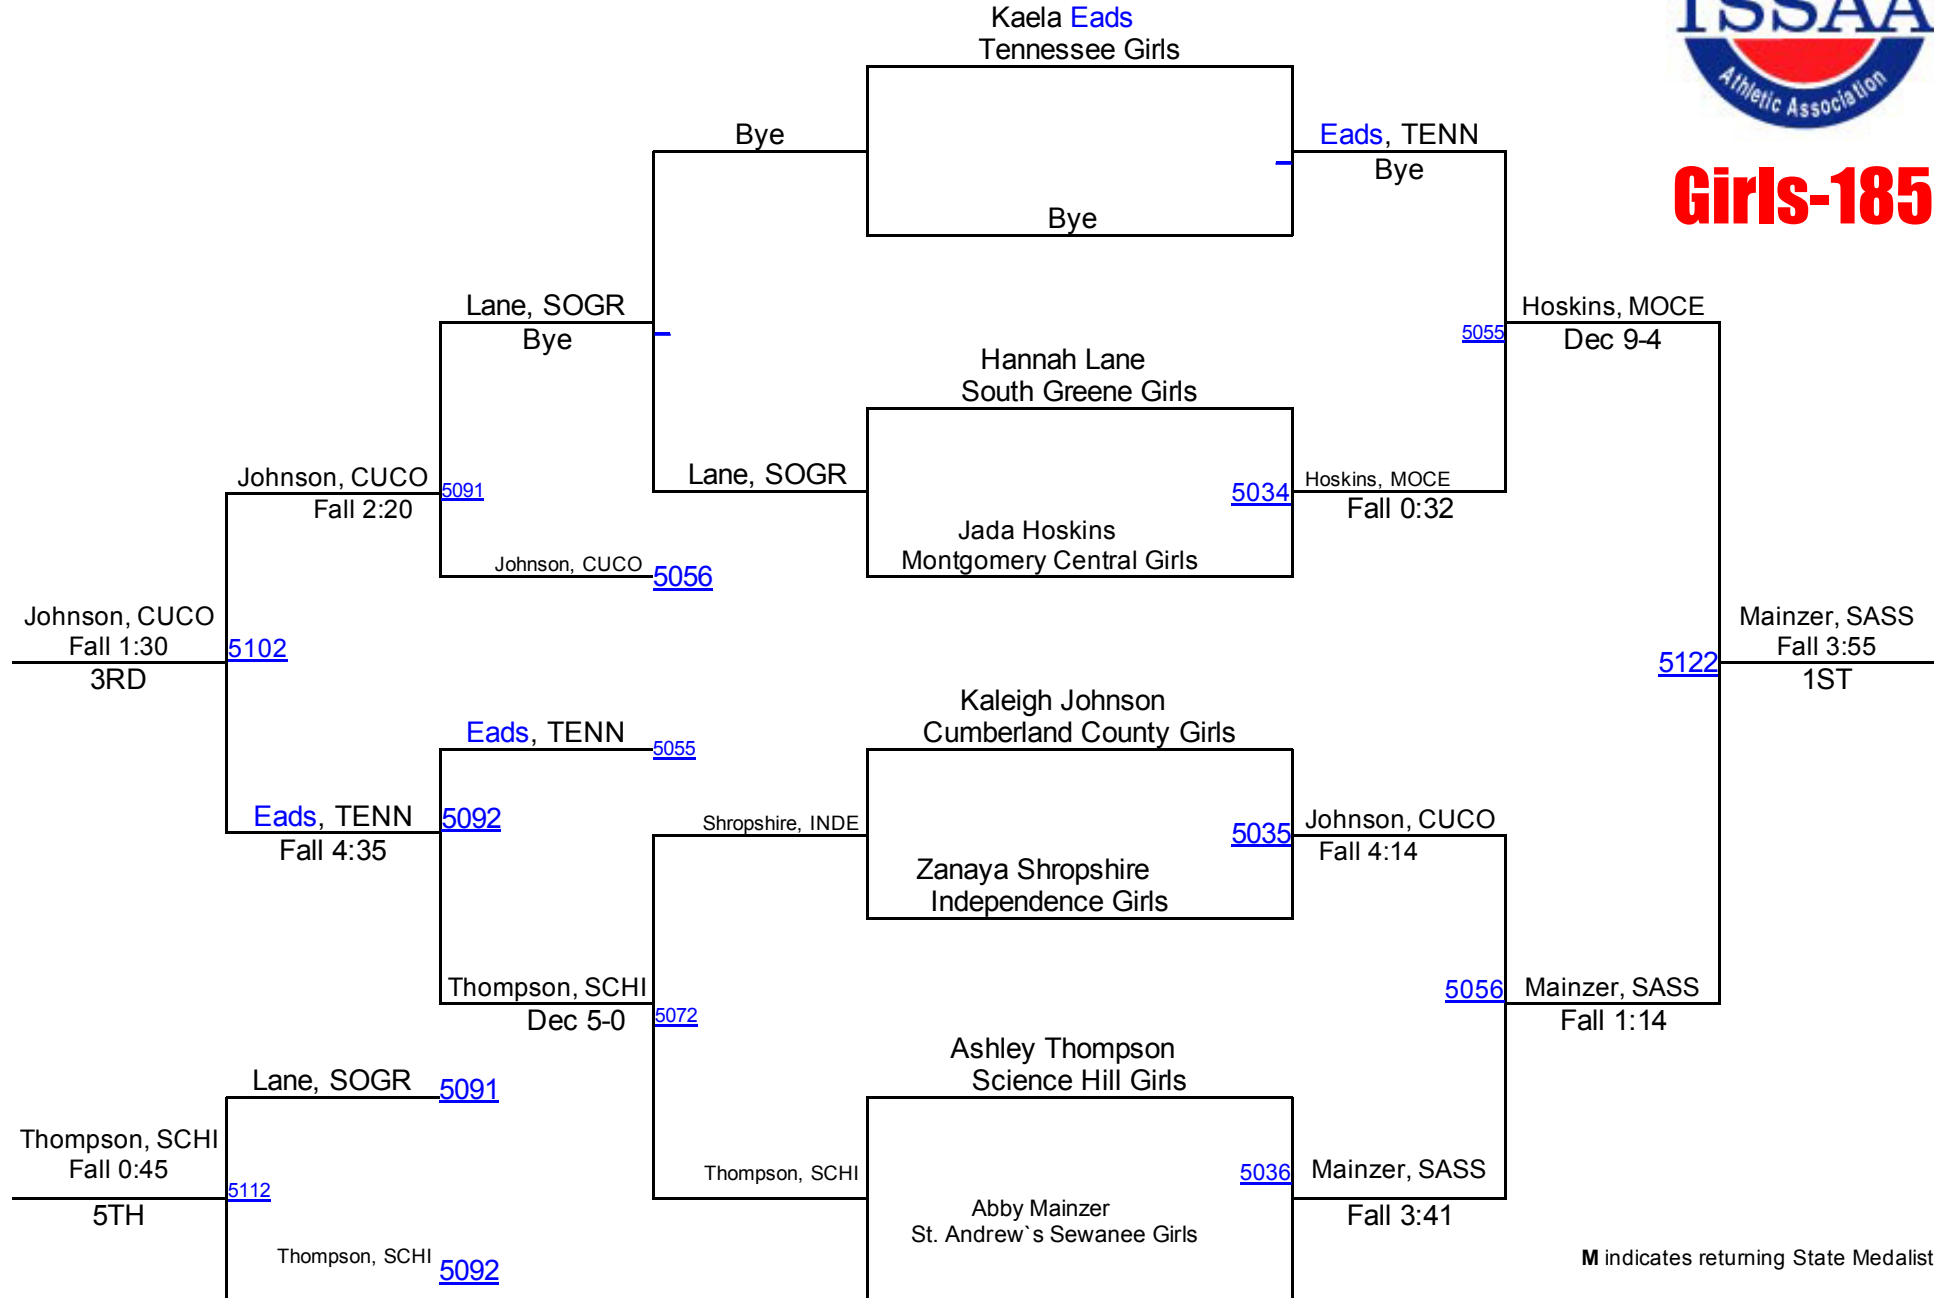 Kaela Eads
Tennessee Girls
TSSAA
Athletic Association
Girls-185
Bye
Eads, TENN
Bye
Bye
Lane, SOGR
Bye
Hoskins, MOCE
5055
Dec 9-4
Hannah Lane
South Greene Girls
Johnson, CUCO
5091
Fall 2:20
Lane, SOGR
5034
Hoskins, MOCE
Fall 0:32
Jada Hoskins
Montgomery Central Girls
Johnson, CUCO
5056
Johnson, CUCO
Fall 1:30
5102
3RD
Mainzer, SASS
Fall 3:55
5122
1ST
Kaleigh Johnson
Cumberland County Girls
Eads, TENN
5055
Eads, TENN
5092
Fall 4:35
Shropshire, INDE
5035
Johnson, CUCO
Fall 4:14
Zanaya Shropshire
Independence Girls
Thompson, SCHI
Dec 5-0
5072
5056
Mainzer, SASS
Fall 1:14
Ashley Thompson
Science Hill Girls
Lane, SOGR
5091
Thompson, SCHI
Fall 0:45
5112
5TH
Thompson, SCHI
5036
Mainzer, SASS
Fall 3:41
Abby Mainzer
St. Andrew`s Sewanee Girls
Thompson, SCHI
5092
M indicates returning State Medalist